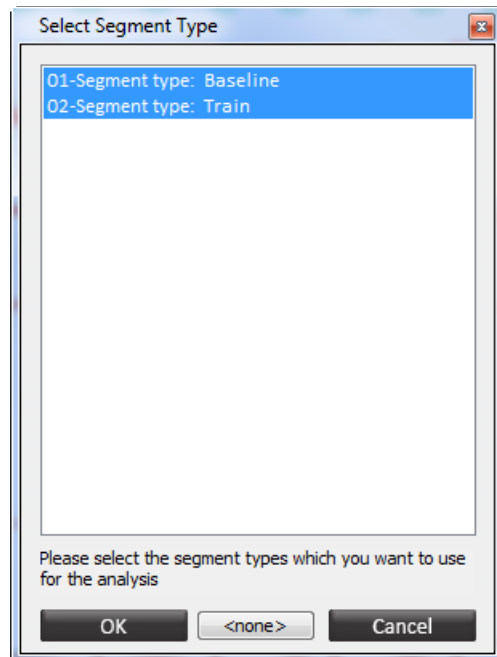 Select Segment Type
01-Segment type: Baseline
02-Segment type: Train
Please select the segment types which you want to use
for the analysis
OK
<none>
Cancel